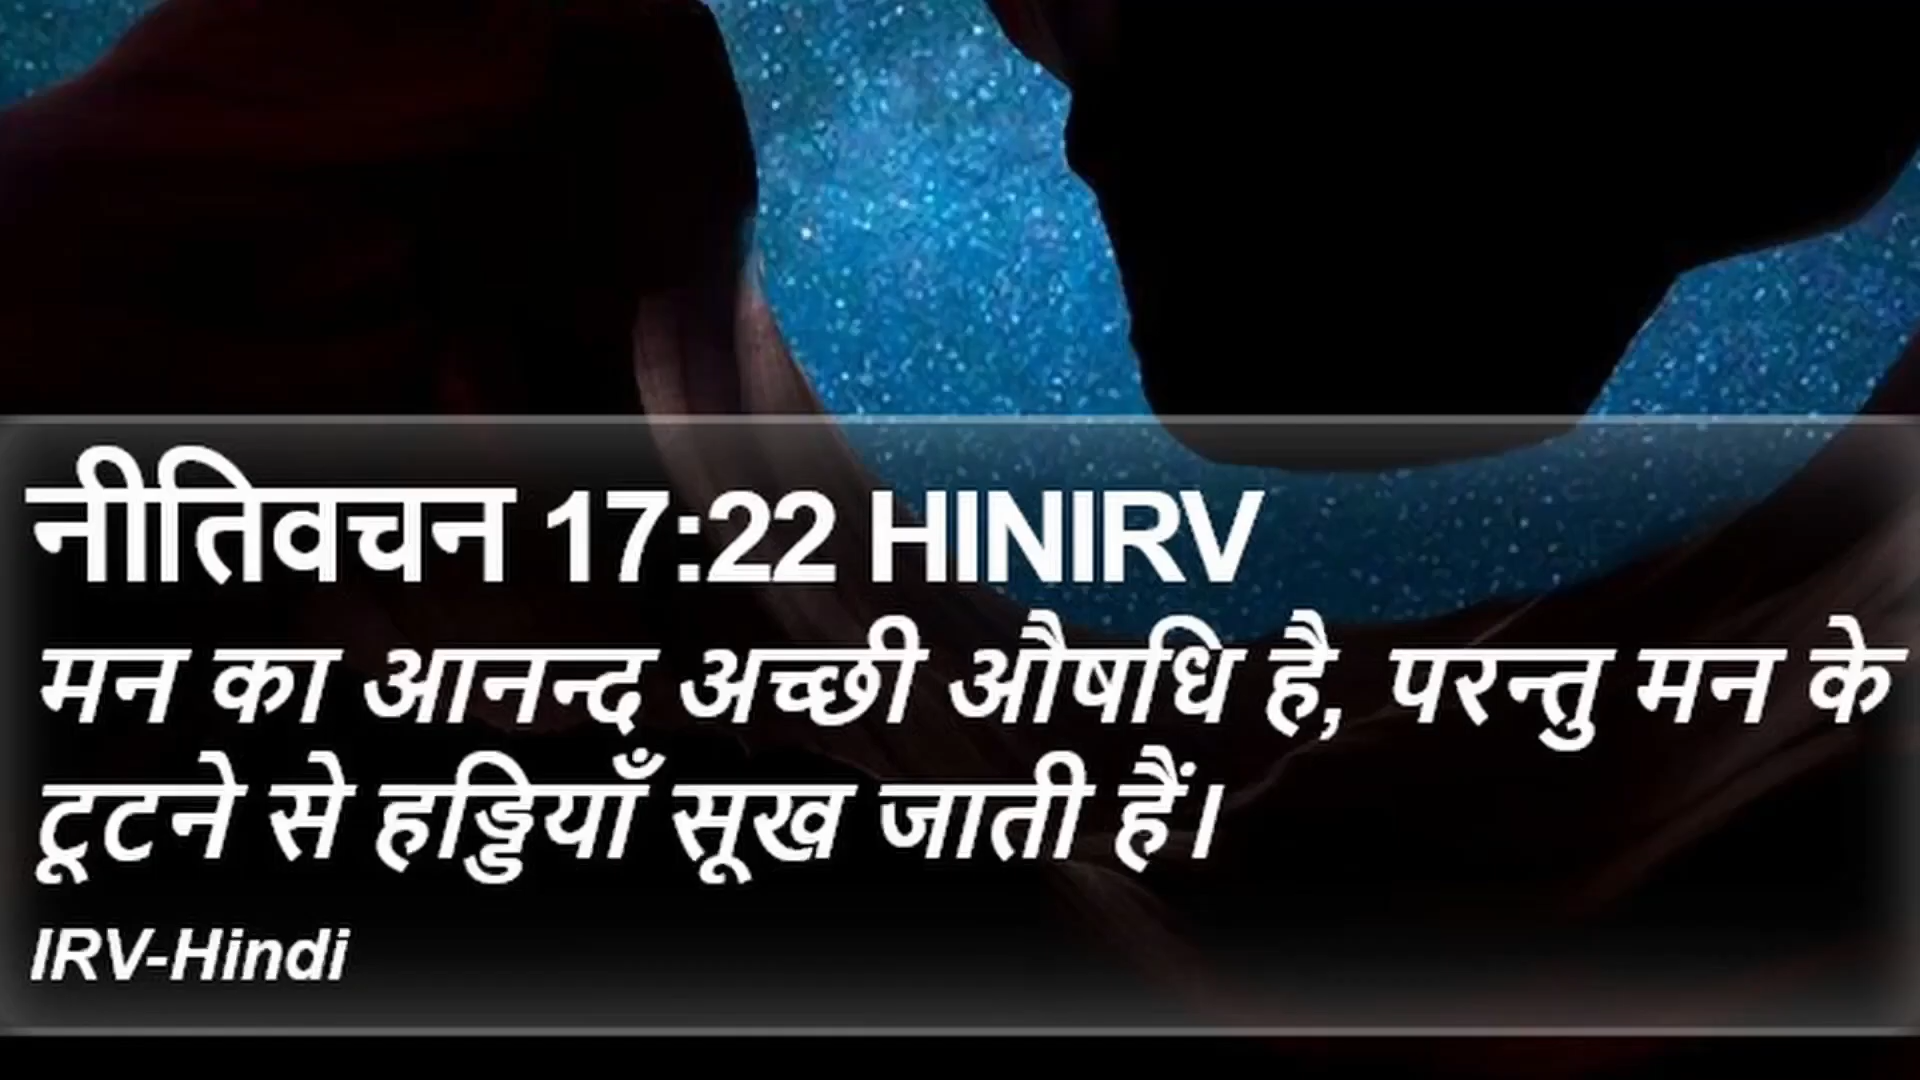 नीतिवचन 17:22 HINIRV
मन का आनन्द अच्छी औषधि है, परन्तु मन के
टूटने से हड्डियाँ सूख जाती हैं।
IRV-Hindi